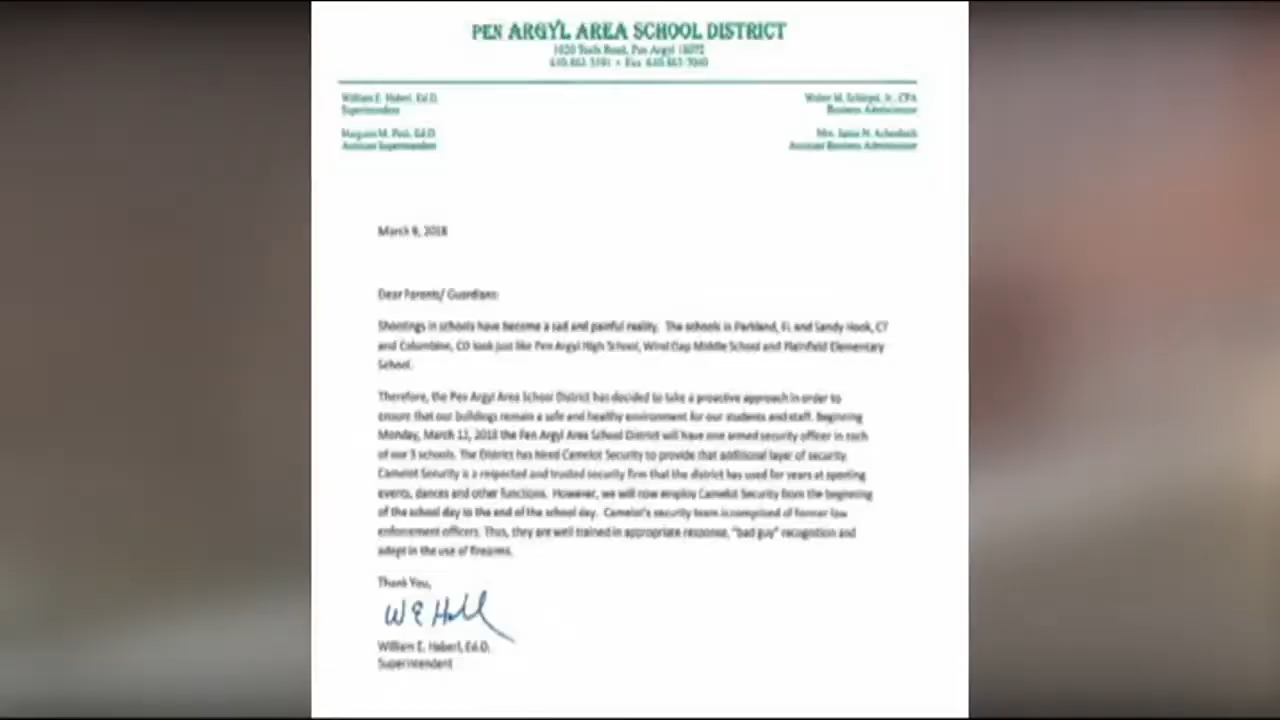 PEN ARGYL AREA SCHOOL DISTRICT
1620 Teels Road, Pen Argyl 18072
610.863.3191 • Fax 610.863.7040
William E. Haberl, Ed.D.
Superintendent
Ed.D.
Assistant Superintendent
Jr., CPA
Business Administrator
Mrs.
Assistant Business Administrator
March 9, 2018
Dear Parents/ Guardians:
Shootings in schools have become a sad and painful reality. The schools in Parkland, FL and Sandy Hook, CT
and Columbine, CO look just like Pen Argyl High School, Wind Gap Middle School and Plainfield Elementary
School.
Therefore, the Pen Argyl Area School District has decided to take a proactive approach in order to
ensure that our buildings remain a safe and healthy environment for our students and staff. Beginning
Monday, March 12, 2018 the Pen Argyl Area School District will have one armed security officer in each
of our 3 schools. The District has hired Camelot Security to provide that additional layer of security.
Camelot Security is a respected and trusted security firm that the district has used for years at sporting
events, dances and other functions. However, we will now employ Camelot Security from the beginning
of the school day to the end of the school day. Camelot's security team is comprised of former law
enforcement officers. Thus, they are well trained in appropriate response, "bad guy" recognition and
adept in the use of firearms.
Thank You,
William E. Haberl, Ed.D.
Superintendent